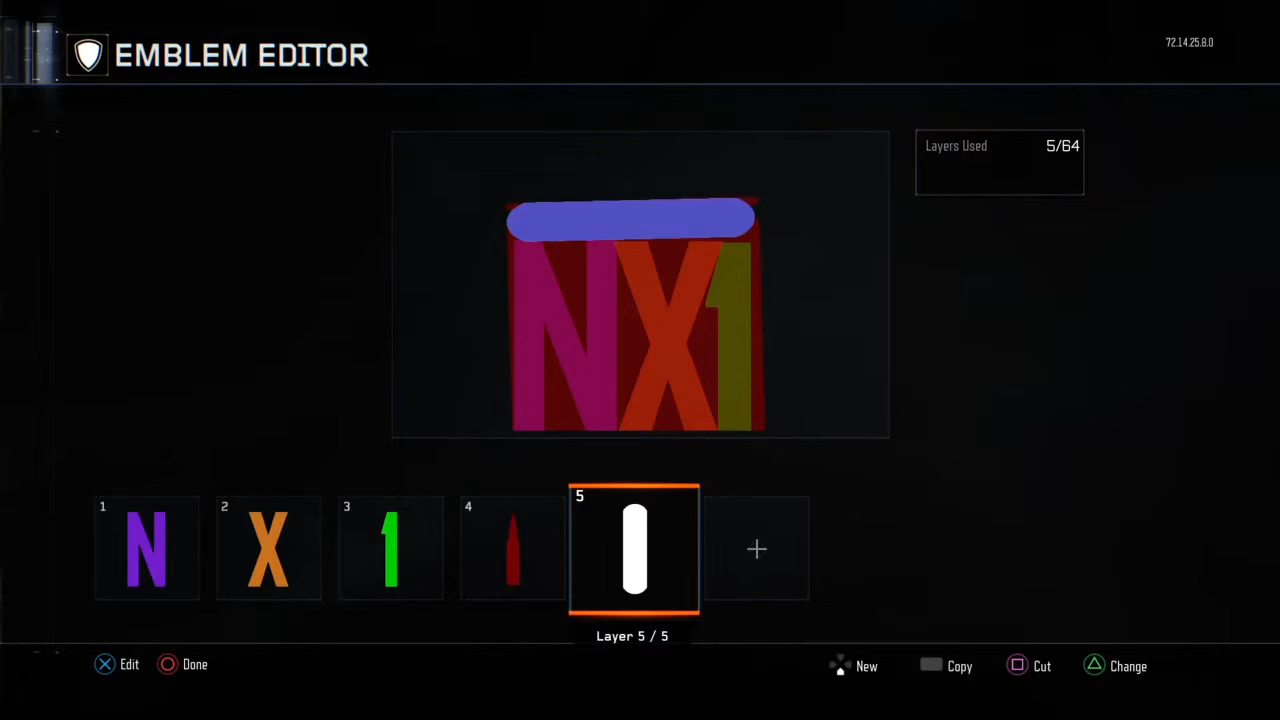 EMBLEM EDITOR
72.14.25.8.0
Layers Used 5/64
NX1
1 2 3 4 5
N X 1
+
Layer 5 / 5
Edit Done New Copy Cut Change